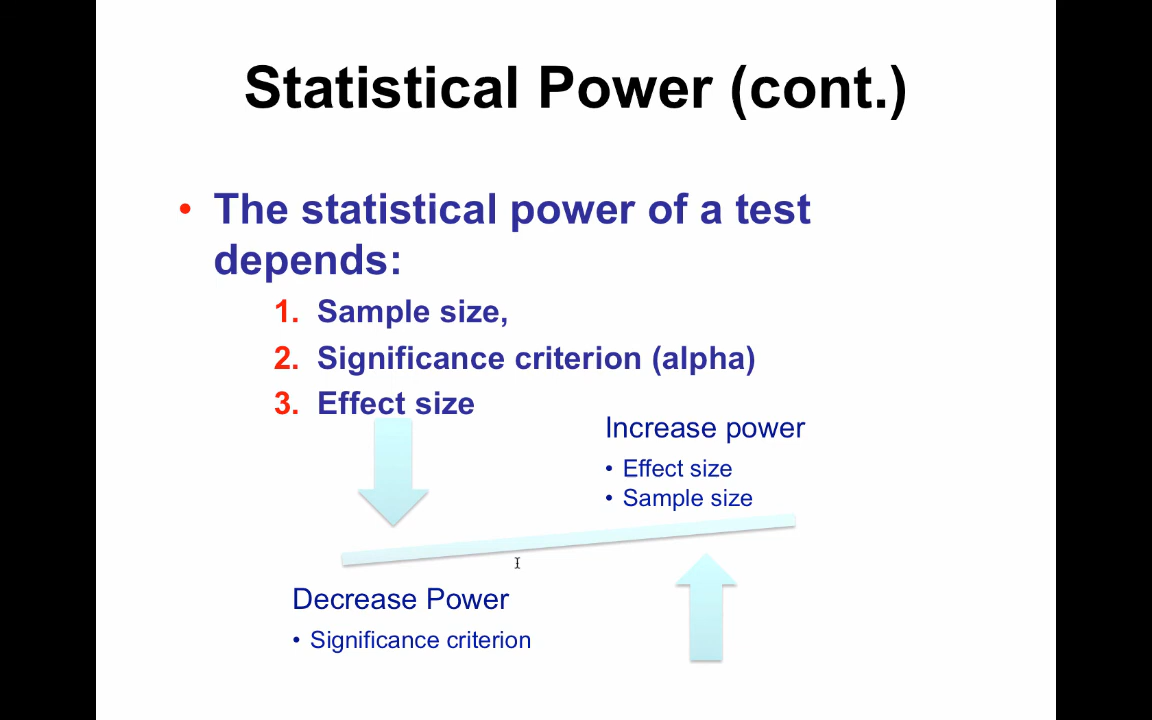 Statistical Power (cont.)
• The statistical power of a test
depends:
1. Sample size,
2. Significance criterion (alpha)
3. Effect size
Increase power
• Effect size
• Sample size
Decrease Power
• Significance criterion